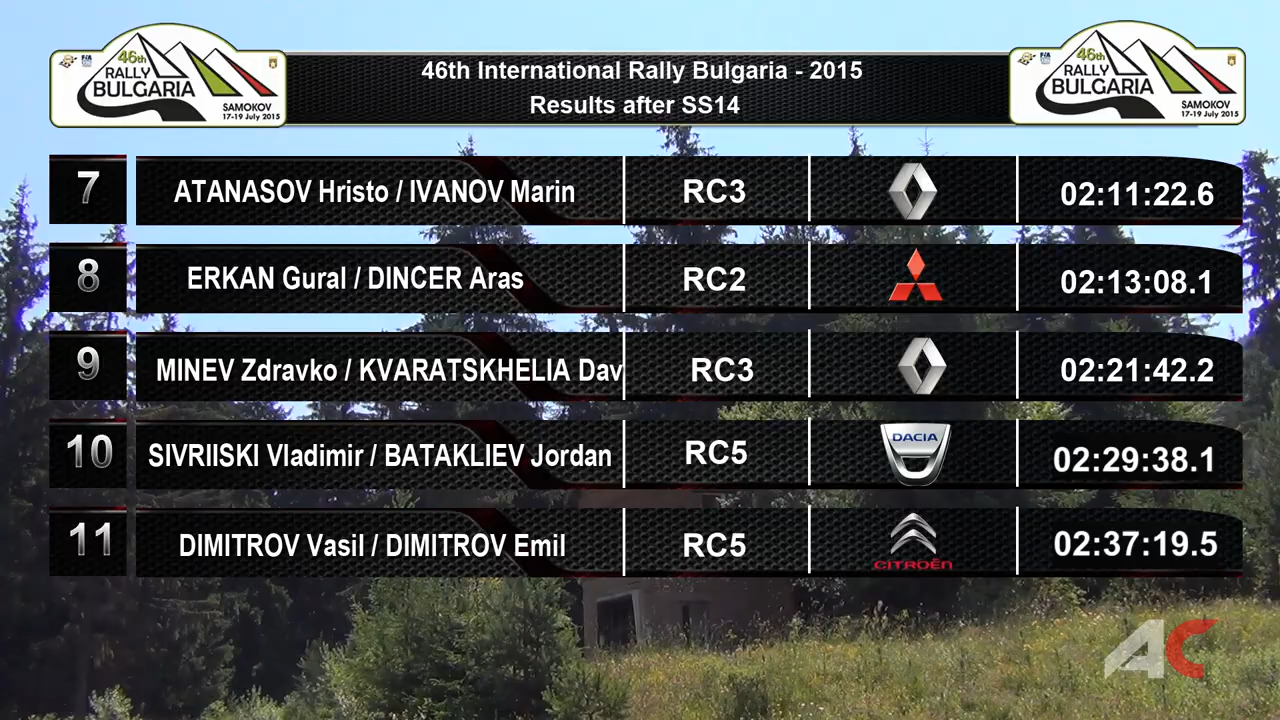 46th
RALLY
BULGARIA
SAMOKOV
17-19 July 2015
46th International Rally Bulgaria - 2015
Results after SS14
46th
RALLY
BULGARIA
SAMOKOV
17-19 July 2015
7 ATANASOV Hristo / IVANOV Marin RC3 02:11:22.6
8 ERKAN Gural / DINCER Aras RC2 02:13:08.1
9 MINEV Zdravko / KVARATSKHELIA Dav RC3 02:21:42.2
10 SIVRIISKI Vladimir / BATAKLIEV Jordan RC5 DACIA 02:29:38.1
11 DIMITROV Vasil / DIMITROV Emil RC5 CITROËN 02:37:19.5
AC